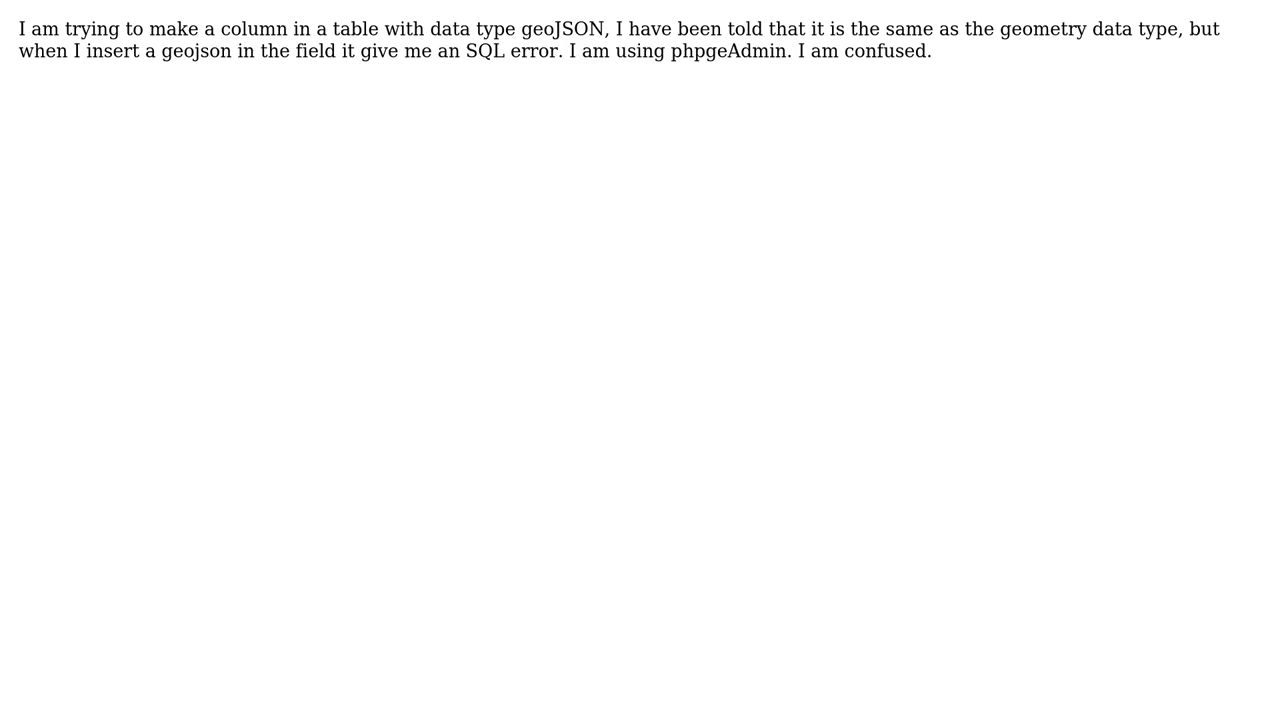 I am trying to make a column in a table with data type geoJSON, I have been told that it is the same as the geometry data type, but
when I insert a geojson in the field it give me an SQL error. I am using phpgeAdmin. I am confused.